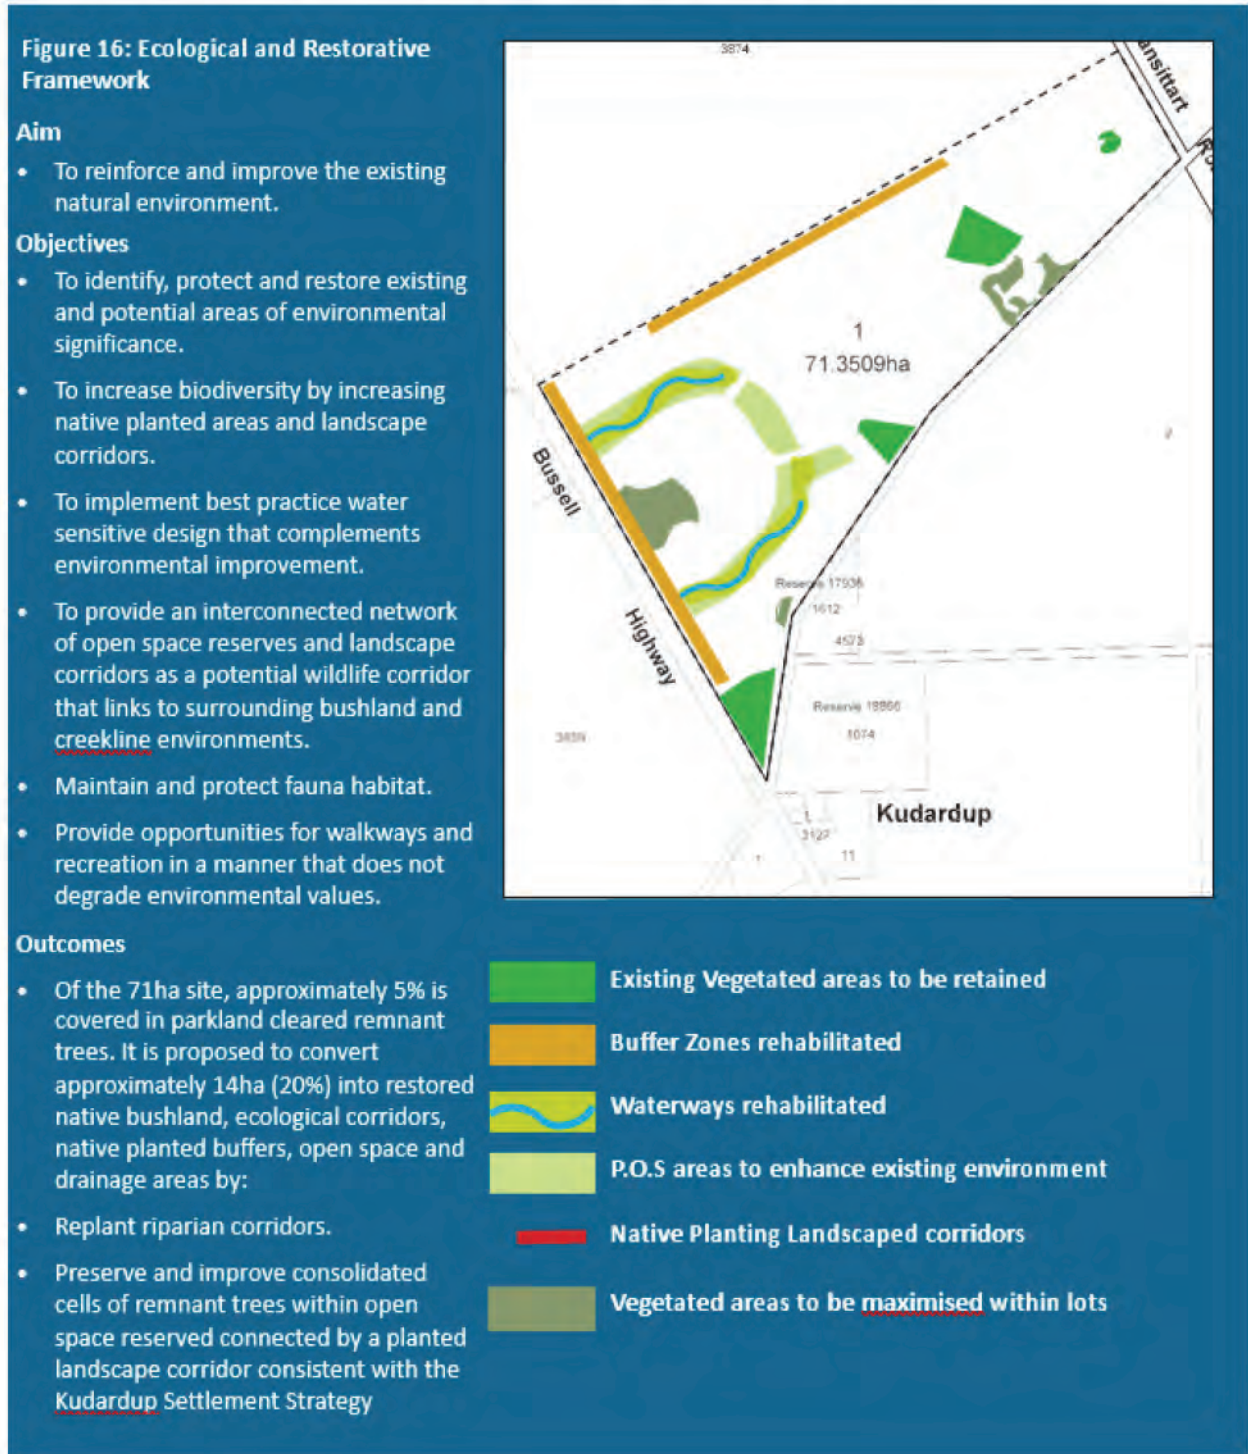 Figure 16: Ecological and Restorative
Framework
Aim
• To reinforce and improve the existing
natural environment.
Objectives
• To identify, protect and restore existing
and potential areas of environmental
significance.
• To increase biodiversity by increasing
native planted areas and landscape
corridors.
• To implement best practice water
sensitive design that complements
environmental improvement.
• To provide an interconnected network
of open space reserves and landscape
corridors as a potential wildlife corridor
that links to surrounding bushland and
creekline environments.
• Maintain and protect fauna habitat.
• Provide opportunities for walkways and
recreation in a manner that does not
degrade environmental values.
Outcomes
• Of the 71ha site, approximately 5% is
covered in parkland cleared remnant
trees. It is proposed to convert
approximately 14ha (20%) into restored
native bushland, ecological corridors,
native planted buffers, open space and
drainage areas by:
• Replant riparian corridors.
• Preserve and improve consolidated
cells of remnant trees within open
space reserved connected by a planted
landscape corridor consistent with the
Kudardup Settlement Strategy
3874
ansittart
1
71.3509ha
Bussell
Highway
Reserve 17936
1612
4573
Reserve 19866
1074
Kudardup
3127
1
11
Existing Vegetated areas to be retained
Buffer Zones rehabilitated
Waterways rehabilitated
P.O.S areas to enhance existing environment
Native Planting Landscaped corridors
Vegetated areas to be maximised within lots